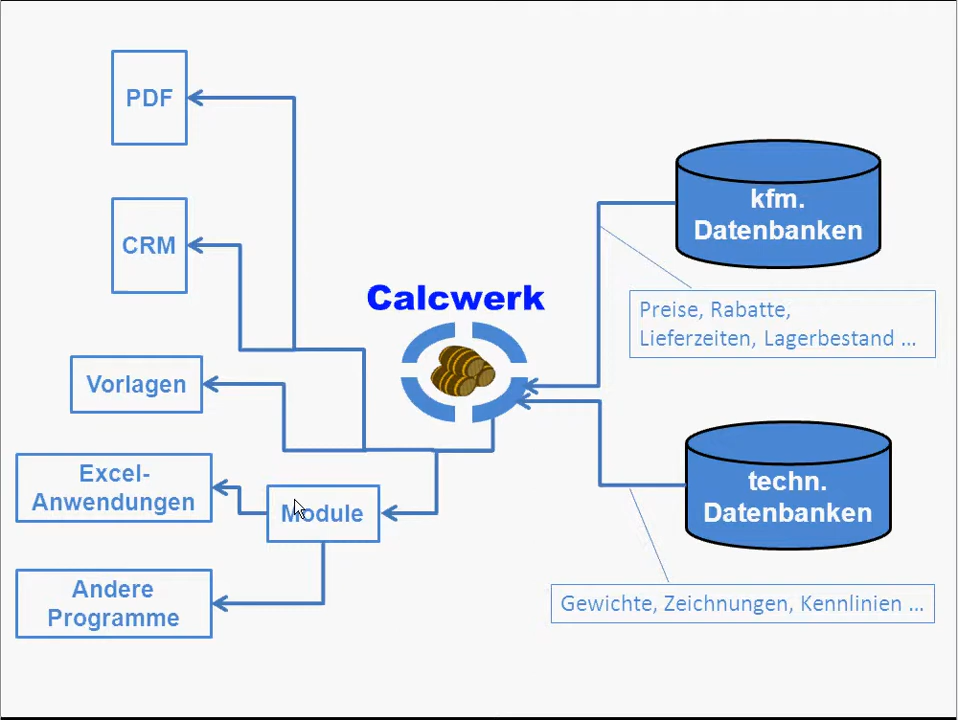 PDF
CRM
Vorlagen
Excel-
Anwendungen
Module
Andere
Programme
Calcwerk
kfm.
Datenbanken
Preise, Rabatte,
Lieferzeiten, Lagerbestand ...
techn.
Datenbanken
Gewichte, Zeichnungen, Kennlinien ...